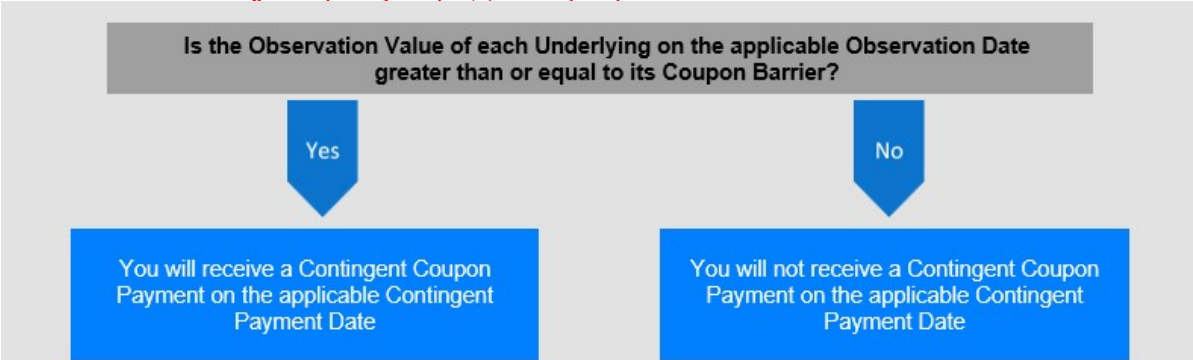 Is the Observation Value of each Underlying on the applicable Observation Date
greater than or equal to its Coupon Barrier?
Yes
No
You will receive a Contingent Coupon
Payment on the applicable Contingent
Payment Date
You will not receive a Contingent Coupon
Payment on the applicable Contingent
Payment Date